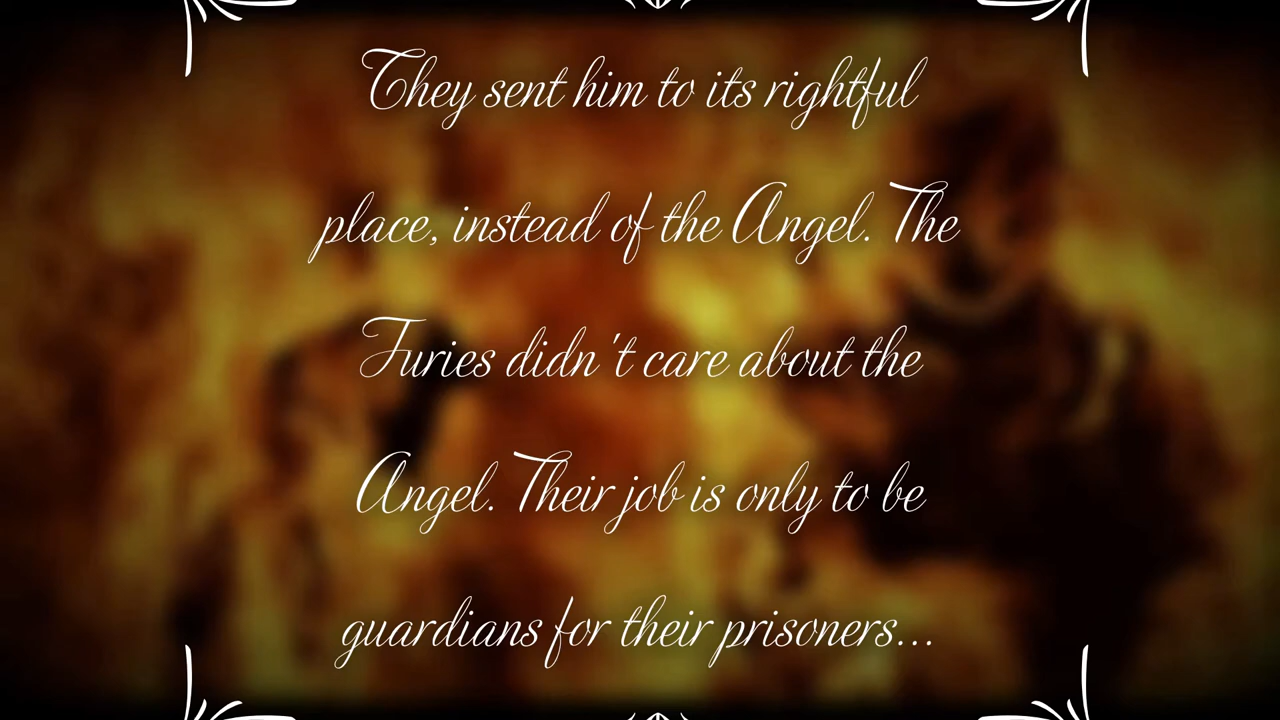 They sent him to its rightful
place, instead of the Angel. The
Furies didn't care about the
Angel. Their job is only to be
guardians for their prisoners...